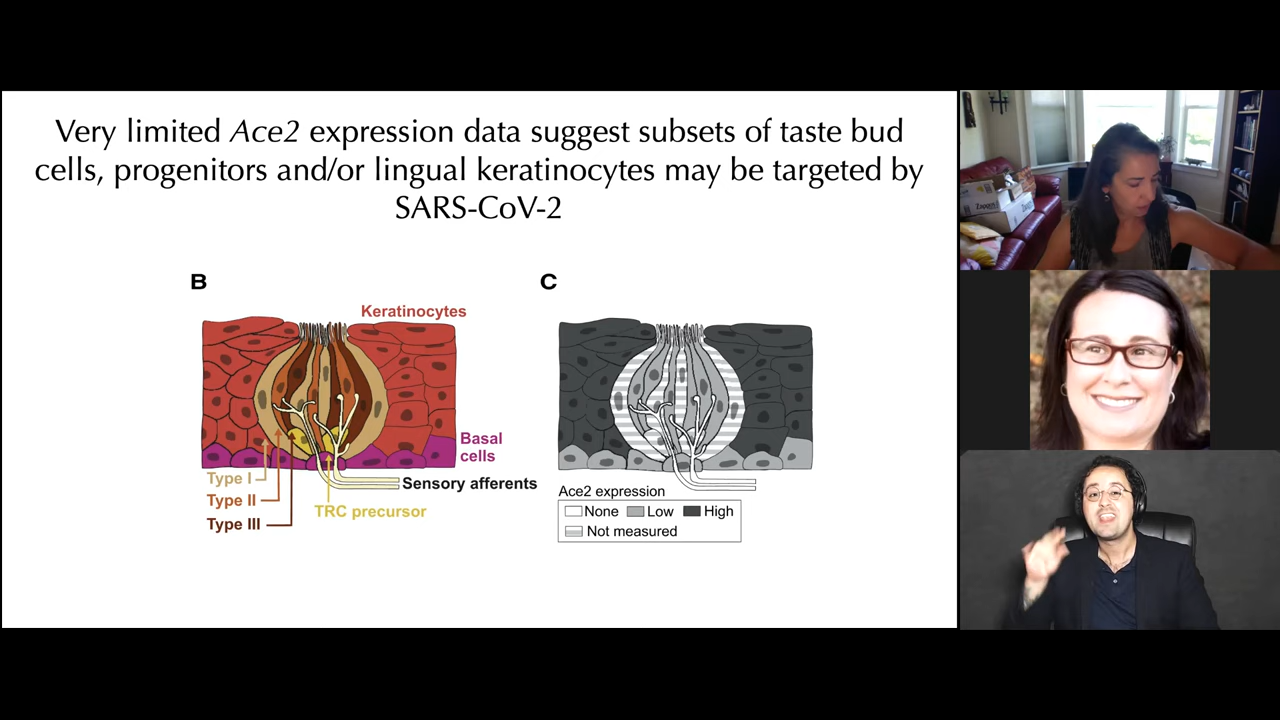 Very limited Ace2 expression data suggest subsets of taste bud
cells, progenitors and/or lingual keratinocytes may be targeted by
SARS-CoV-2
B
C
Keratinocytes
Basal
cells
Type I
Sensory afferents
Type II
TRC precursor
Type III
Ace2 expression
None Low High
Not measured